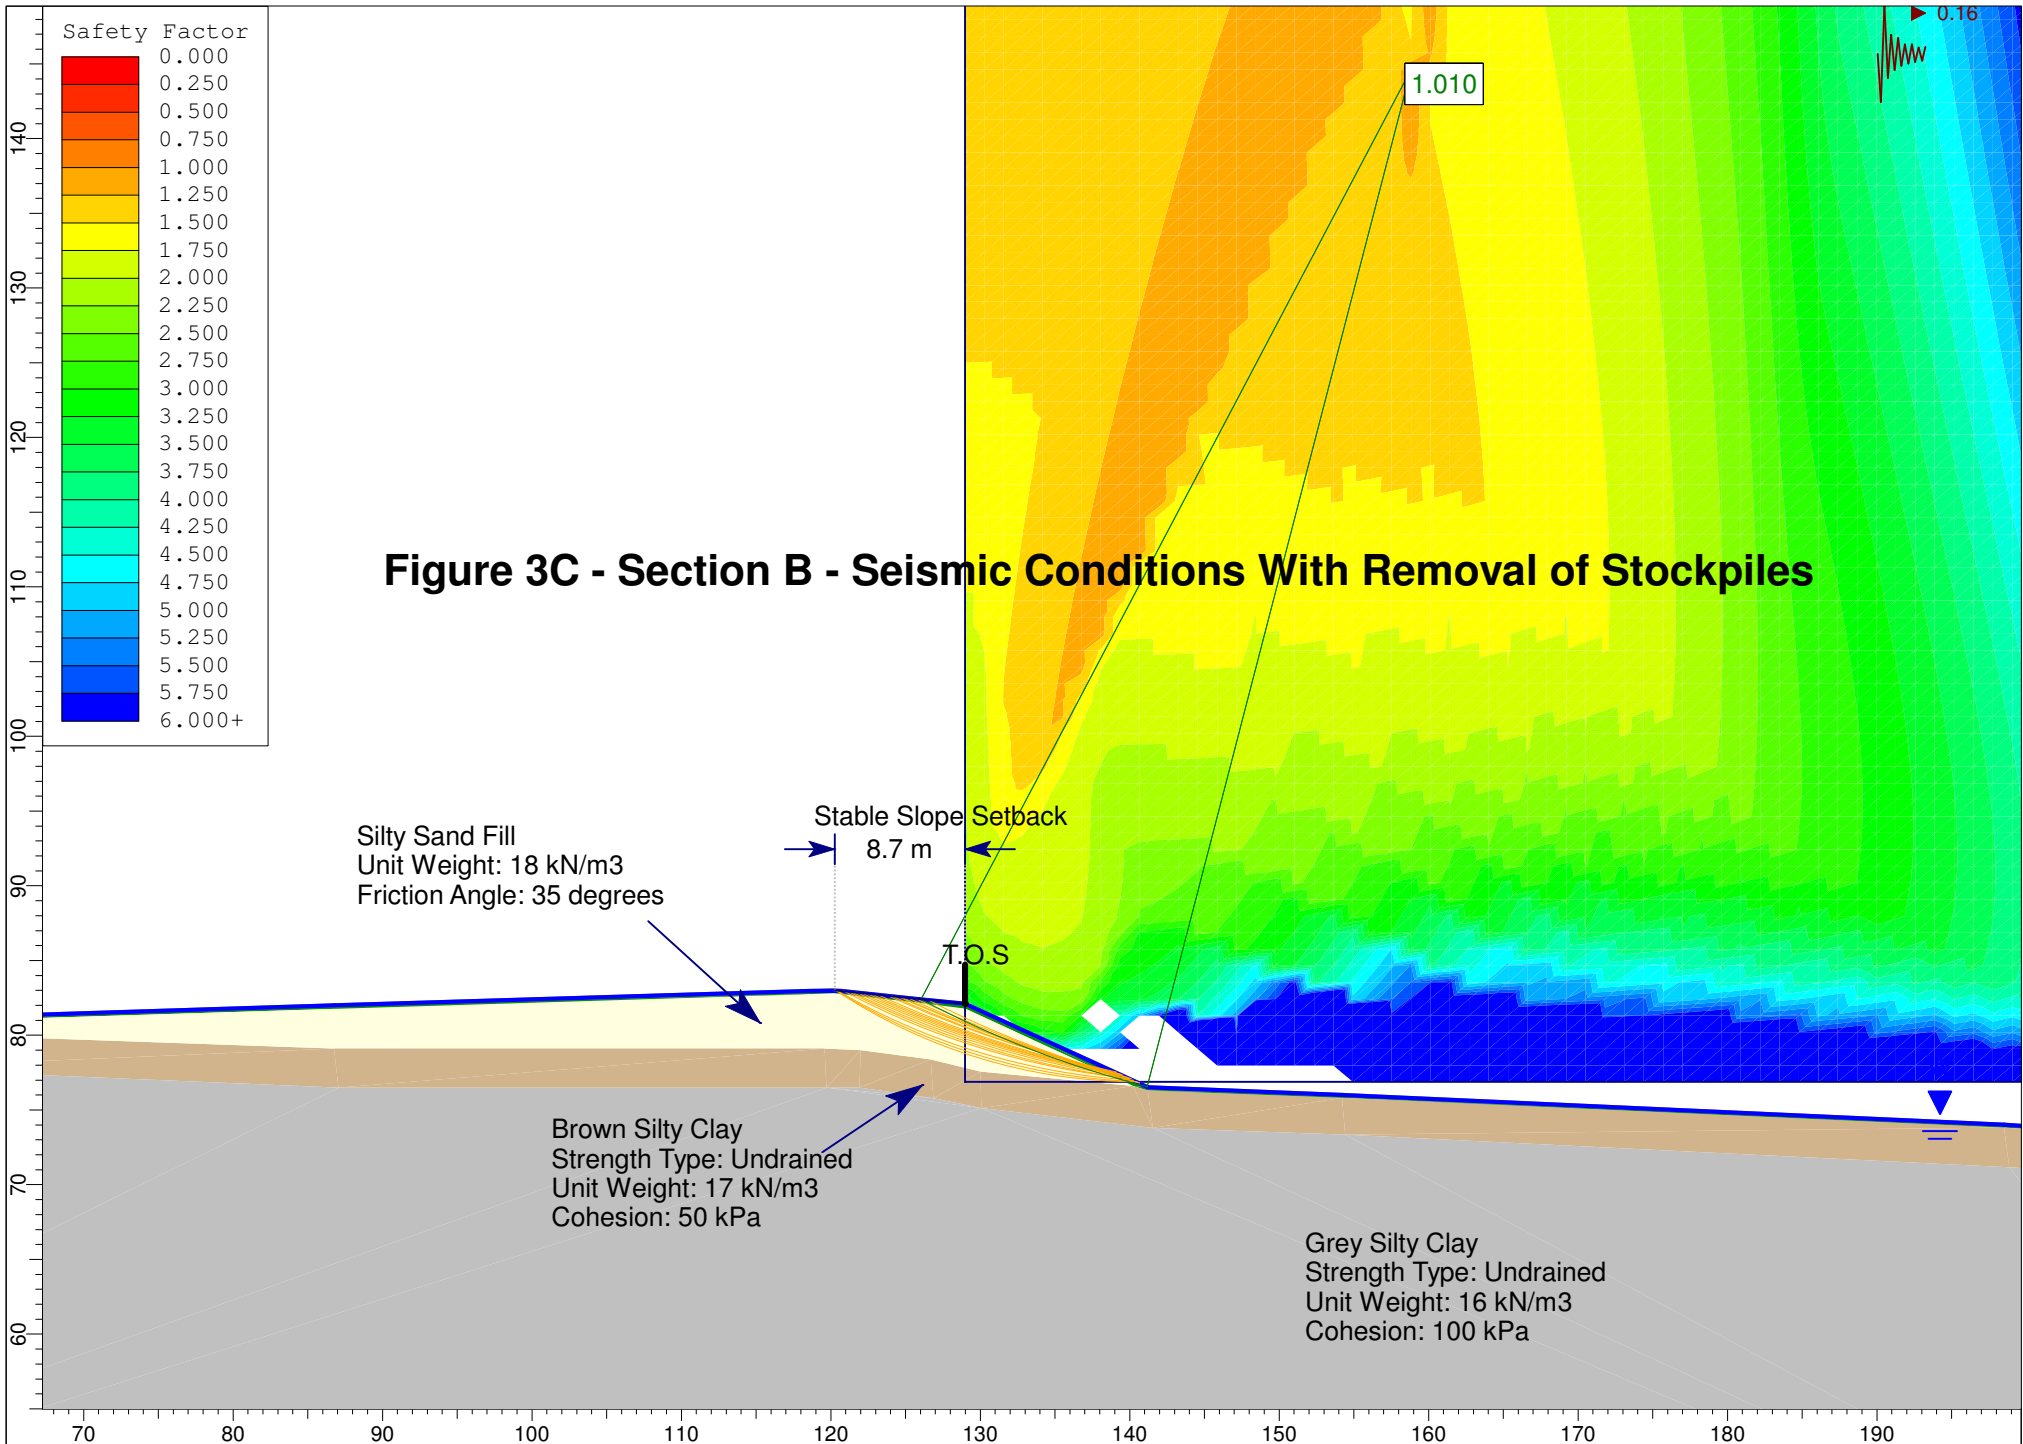 Safety Factor
0.000
0.250
0.500
0.750
1.000
1.250
1.500
1.750
2.000
2.250
2.500
2.750
3.000
3.250
3.500
3.750
4.000
4.250
4.500
4.750
5.000
5.250
5.500
5.750
6.000+
0.16
1.010
Figure 3C - Section B - Seismic Conditions With Removal of Stockpiles
Stable Slope Setback
8.7 m
Silty Sand Fill
Unit Weight: 18 kN/m3
Friction Angle: 35 degrees
T.O.S
Brown Silty Clay
Strength Type: Undrained
Unit Weight: 17 kN/m3
Cohesion: 50 kPa
Grey Silty Clay
Strength Type: Undrained
Unit Weight: 16 kN/m3
Cohesion: 100 kPa
140
130
120
110
100
90
80
70
60
70 80 90 100 110 120 130 140 150 160 170 180 190